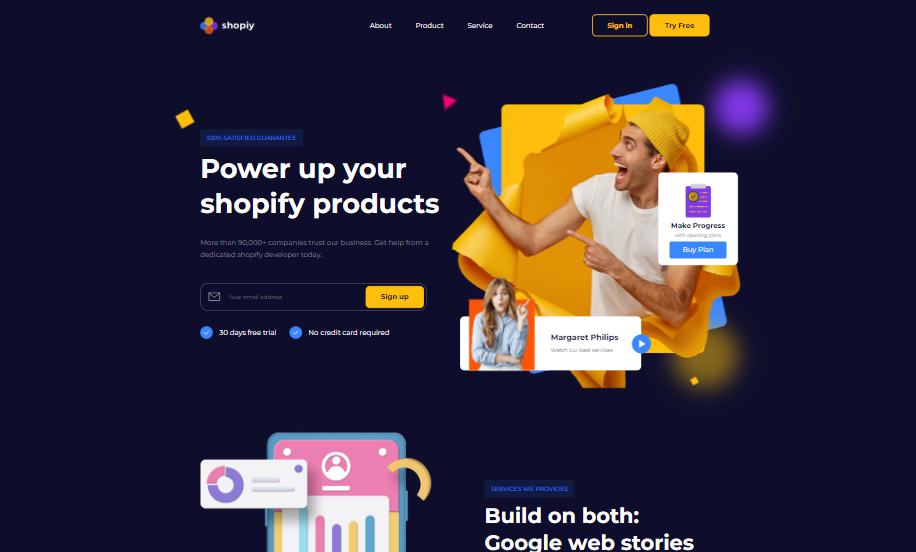 shopiy
About
Product
Service
Contact
Sign in
Try Free
100% SATISFIED GUARANTEE
Power up your
shopify products
More than 90,000+ companies trust our business. Get help from a
dedicated shopify developer today.
Your email address
Sign up
30 days free trial
No credit card required
Make Progress
with opening plans
Buy Plan
Margaret Philips
Watch our best services
SERVICES WE PROVIDES
Build on both:
Google web stories